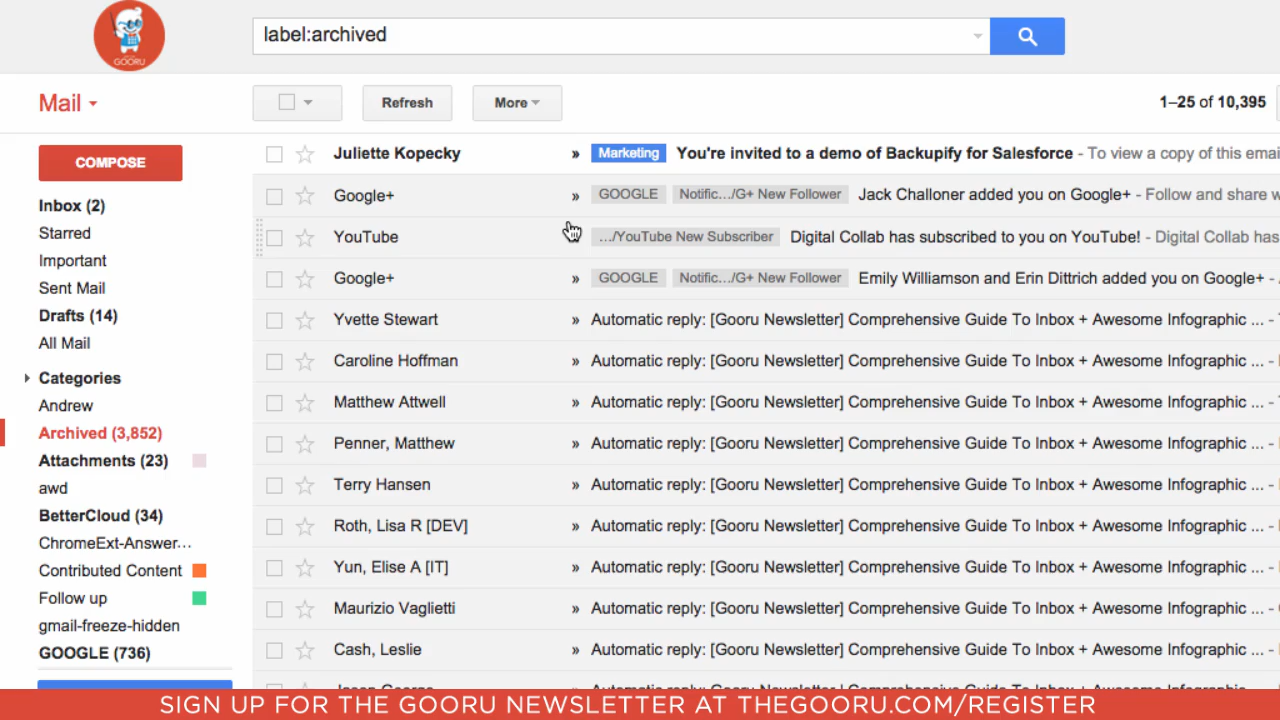 GOORU
label:archived
Mail
Refresh
More
1–25 of 10,395
COMPOSE
Inbox (2)
Starred
Important
Sent Mail
Drafts (14)
All Mail
Categories
Andrew
Archived (3,852)
Attachments (23)
awd
BetterCloud (34)
ChromeExt-Answer...
Contributed Content
Follow up
gmail-freeze-hidden
GOOGLE (736)
Juliette Kopecky » Marketing You're invited to a demo of Backupify for Salesforce - To view a copy of this email
Google+ » GOOGLE Notific.../G+ New Follower Jack Challoner added you on Google+ - Follow and share w
YouTube .../YouTube New Subscriber Digital Collab has subscribed to you on YouTube! - Digital Collab has
Google+ » GOOGLE Notific.../G+ New Follower Emily Williamson and Erin Dittrich added you on Google+ -
Yvette Stewart » Automatic reply: [Gooru Newsletter] Comprehensive Guide To Inbox + Awesome Infographic ... -
Caroline Hoffman » Automatic reply: [Gooru Newsletter] Comprehensive Guide To Inbox + Awesome Infographic ... -
Matthew Attwell » Automatic reply: [Gooru Newsletter] Comprehensive Guide To Inbox + Awesome Infographic ... -
Penner, Matthew » Automatic reply: [Gooru Newsletter] Comprehensive Guide To Inbox + Awesome Infographic ... -
Terry Hansen » Automatic reply: [Gooru Newsletter] Comprehensive Guide To Inbox + Awesome Infographic ... -
Roth, Lisa R [DEV] » Automatic reply: [Gooru Newsletter] Comprehensive Guide To Inbox + Awesome Infographic ... -
Yun, Elise A [IT] » Automatic reply: [Gooru Newsletter] Comprehensive Guide To Inbox + Awesome Infographic ... -
Maurizio Vaglietti » Automatic reply: [Gooru Newsletter] Comprehensive Guide To Inbox + Awesome Infographic ... -
Cash, Leslie » Automatic reply: [Gooru Newsletter] Comprehensive Guide To Inbox + Awesome Infographic ... -
SIGN UP FOR THE GOORU NEWSLETTER AT THEGOORU.COM/REGISTER